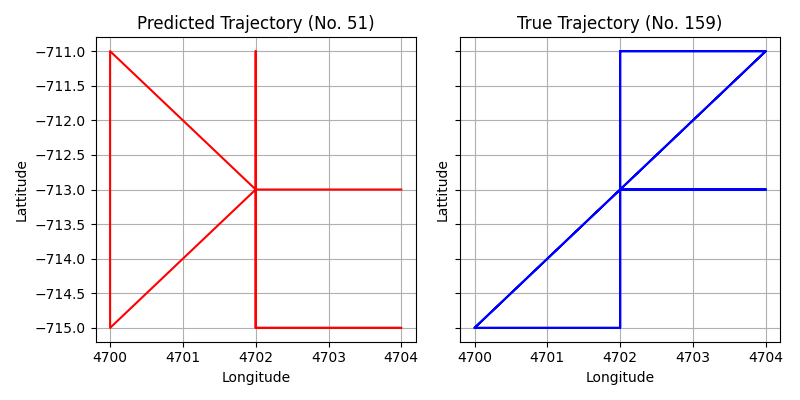 Predicted Trajectory (No. 51)
True Trajectory (No. 159)
−711.0
−711.5
−712.0
−712.5
−713.0
−713.5
−714.0
−714.5
−715.0
Lattitude
Lattitude
4700 4701 4702 4703 4704
4700 4701 4702 4703 4704
Longitude
Longitude